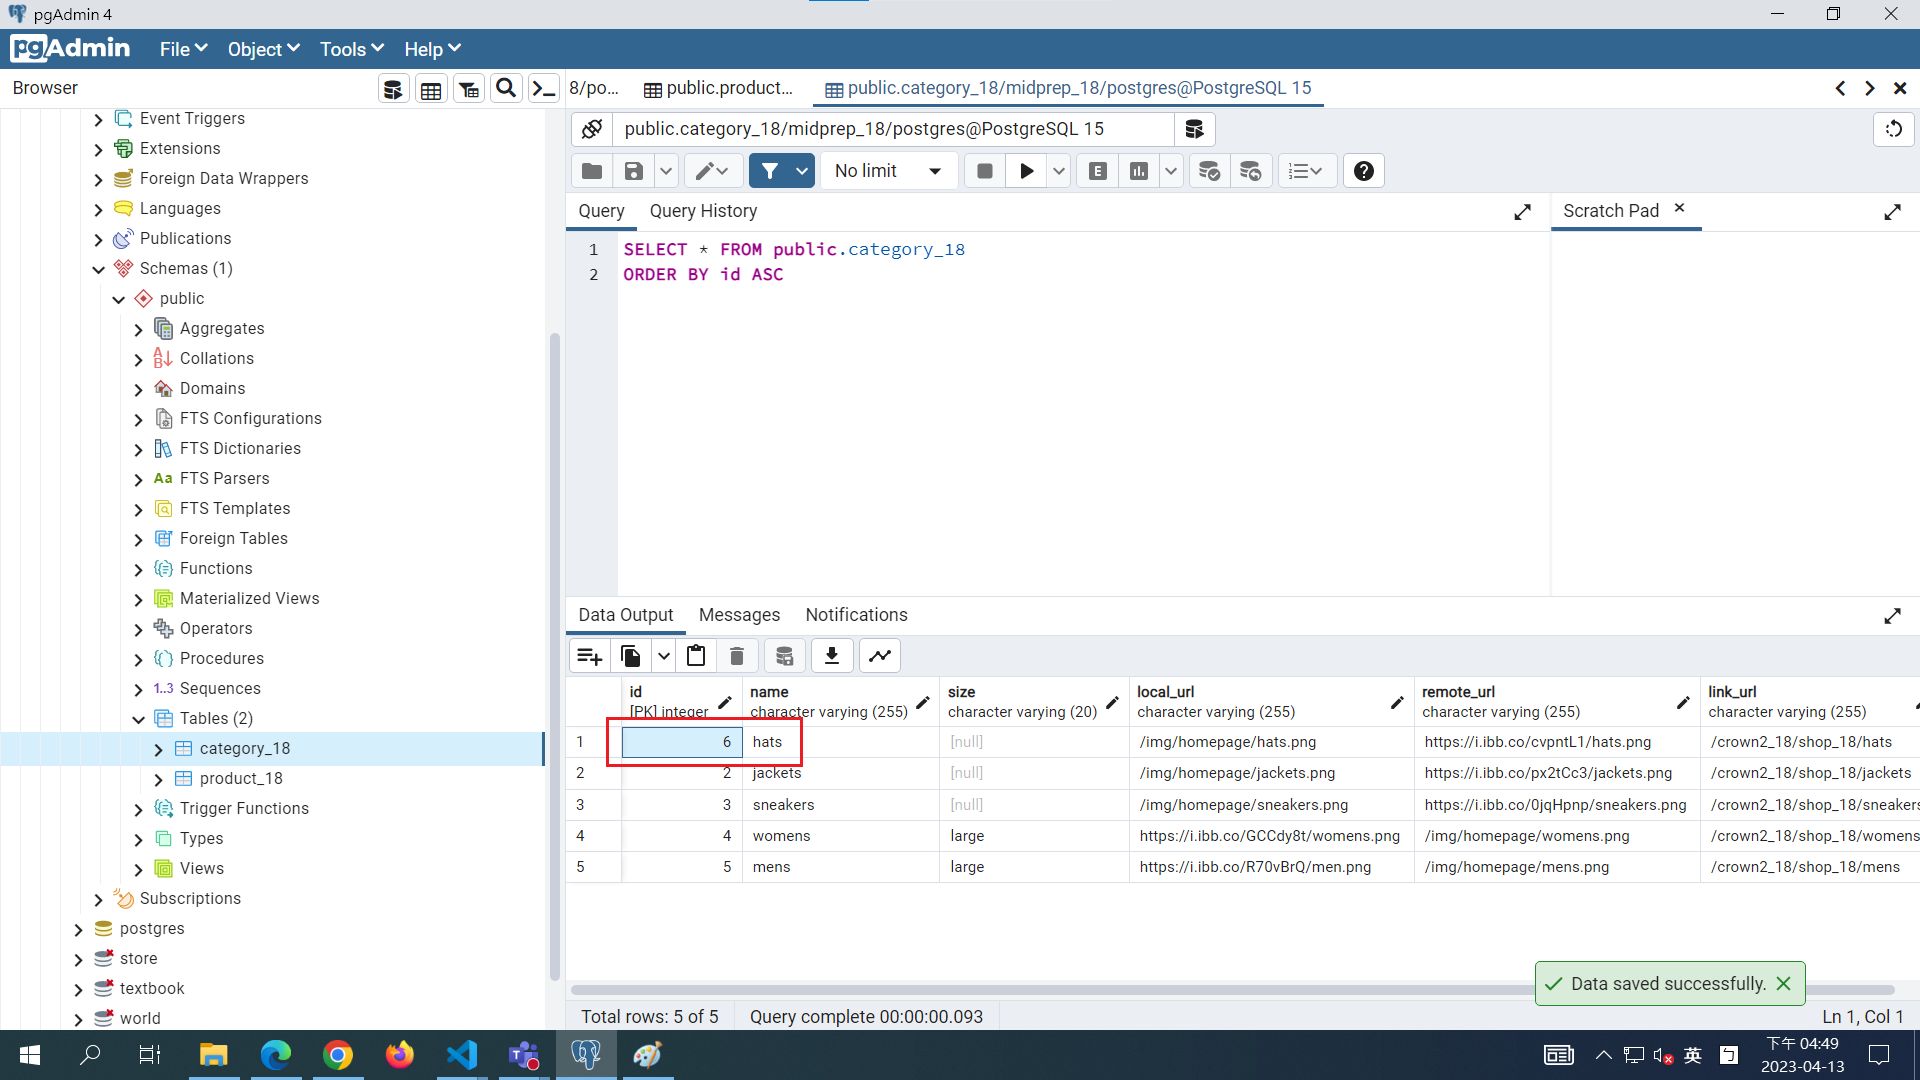 pgAdmin 4
pgAdmin
File
Object
Tools
Help
Browser
8/po...
public.product...
public.category_18/midprep_18/postgres@PostgreSQL 15
public.category_18/midprep_18/postgres@PostgreSQL 15
No limit
E
Query
Query History
Scratch Pad
1 SELECT * FROM public.category_18
2 ORDER BY id ASC
Event Triggers
Extensions
Foreign Data Wrappers
Languages
Publications
Schemas (1)
public
Aggregates
Collations
Domains
FTS Configurations
FTS Dictionaries
Aa FTS Parsers
FTS Templates
Foreign Tables
Functions
Materialized Views
Operators
Procedures
1..3 Sequences
Tables (2)
category_18
product_18
Trigger Functions
Types
Views
Subscriptions
postgres
store
textbook
world
Data Output
Messages
Notifications
id
[PK] integer
name
character varying (255)
size
character varying (20)
local_url
character varying (255)
remote_url
character varying (255)
link_url
character varying (255)
1 6 hats [null] /img/homepage/hats.png https://i.ibb.co/cvpntL1/hats.png /crown2_18/shop_18/hats
2 2 jackets [null] /img/homepage/jackets.png https://i.ibb.co/px2tCc3/jackets.png /crown2_18/shop_18/jackets
3 3 sneakers [null] /img/homepage/sneakers.png https://i.ibb.co/0jqHpnp/sneakers.png /crown2_18/shop_18/sneakers
4 4 womens large https://i.ibb.co/GCCdy8t/womens.png /img/homepage/womens.png /crown2_18/shop_18/womens
5 5 mens large https://i.ibb.co/R70vBrQ/men.png /img/homepage/mens.png /crown2_18/shop_18/mens
Data saved successfully.
Total rows: 5 of 5
Query complete 00:00:00.093
Ln 1, Col 1
英
下午 04:49
2023-04-13